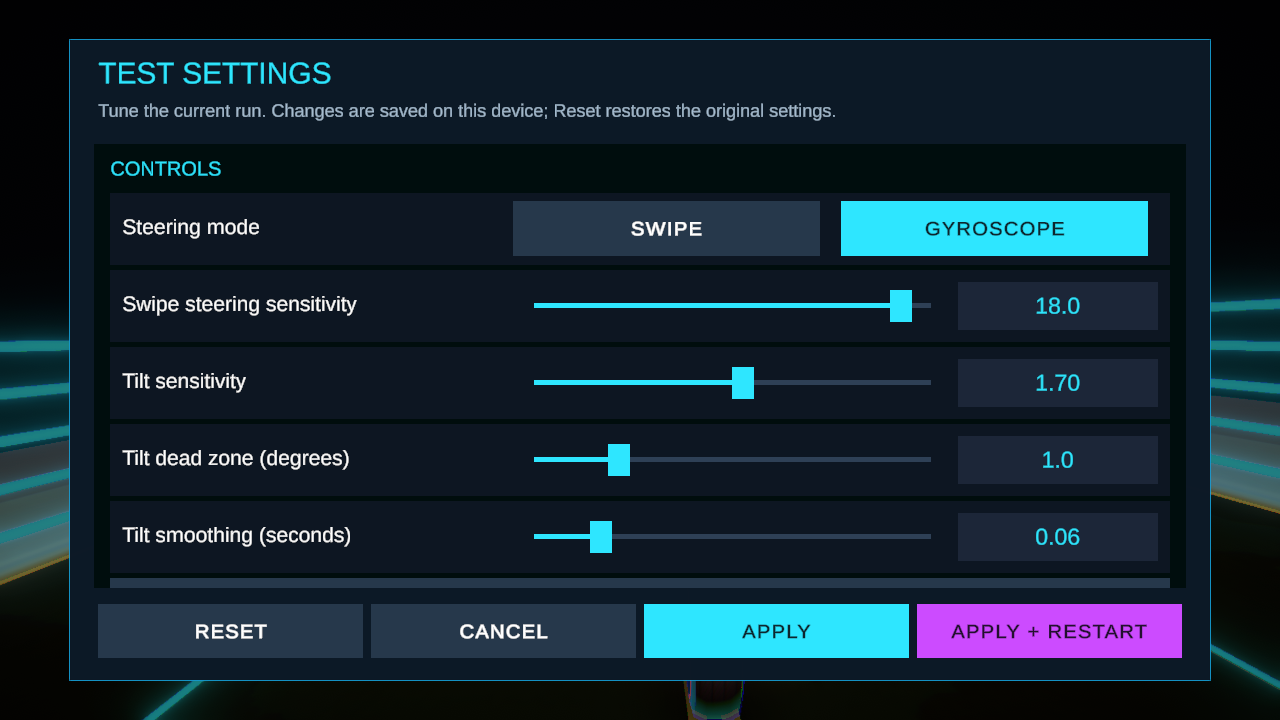 TEST SETTINGS
Tune the current run. Changes are saved on this device; Reset restores the original settings.
CONTROLS
Steering mode SWIPE GYROSCOPE
Swipe steering sensitivity 18.0
Tilt sensitivity 1.70
Tilt dead zone (degrees) 1.0
Tilt smoothing (seconds) 0.06
RESET CANCEL APPLY APPLY + RESTART